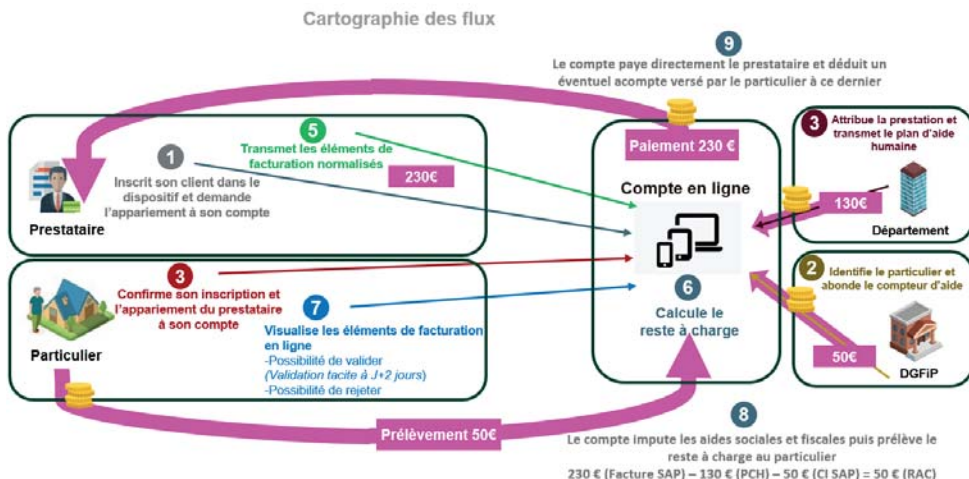 Cartographie des flux
9
Le compte paye directement le prestataire et déduit un
éventuel acompte versé par le particulier à ce dernier
5
Transmet les éléments de
facturation normalisés
230€
1
Inscrit son client dans le
dispositif et demande
l'appariement à son compte
Prestataire
Paiement 230 €
Compte en ligne
6
Calcule le
reste à charge
3
Attribue la prestation et
transmet le plan d'aide
humaine
130€
Département
2
Identifie le particulier et
abonde le compteur d'aide
50€
DGFiP
3
Confirme son inscription et
l'appariement du prestataire
à son compte
Particulier
7
Visualise les éléments de facturation
en ligne
-Possibilité de valider
(Validation tacite à J+2 jours)
-Possibilité de rejeter
Prélèvement 50€
8
Le compte impute les aides sociales et fiscales puis prélève le
reste à charge au particulier
230 € (Facture SAP) – 130 € (PCH) – 50 € (CI SAP) = 50 € (RAC)